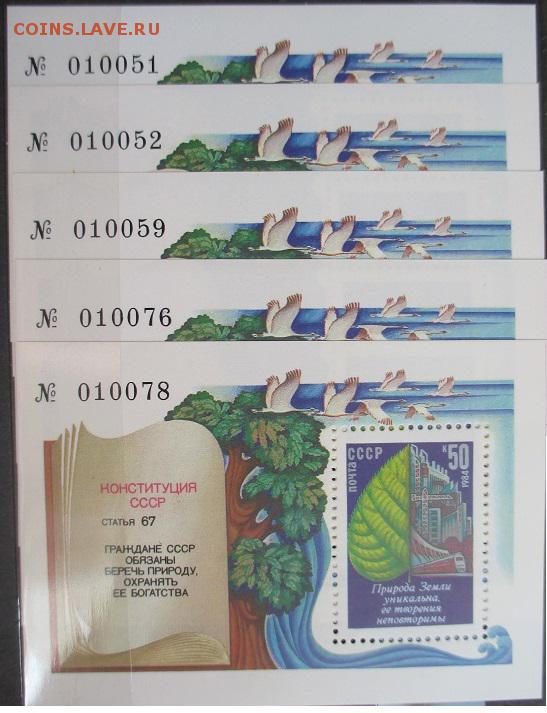 COINS.LAVE.RU
№ 010051
№ 010052
№ 010059
№ 010076
№ 010078
КОНСТИТУЦИЯ
СССР
СТАТЬЯ 67
ГРАЖДАНЕ СССР
ОБЯЗАНЫ
БЕРЕЧЬ ПРИРОДУ,
ОХРАНЯТЬ
ЕЕ БОГАТСТВА
ПОЧТА СССР
К 50
1984
Природа Земли
уникальна,
ее творения
неповторимы